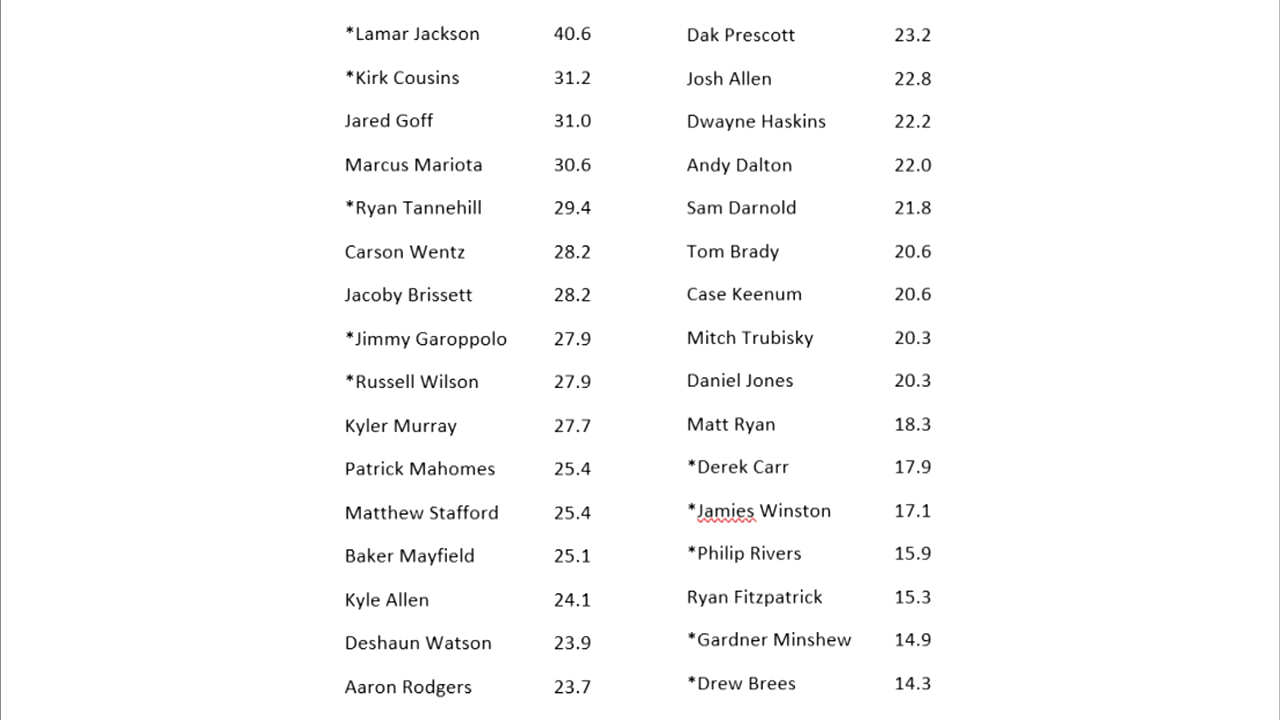 *Lamar Jackson 40.6
*Kirk Cousins 31.2
Jared Goff 31.0
Marcus Mariota 30.6
*Ryan Tannehill 29.4
Carson Wentz 28.2
Jacoby Brissett 28.2
*Jimmy Garoppolo 27.9
*Russell Wilson 27.9
Kyler Murray 27.7
Patrick Mahomes 25.4
Matthew Stafford 25.4
Baker Mayfield 25.1
Kyle Allen 24.1
Deshaun Watson 23.9
Aaron Rodgers 23.7
Dak Prescott 23.2
Josh Allen 22.8
Dwayne Haskins 22.2
Andy Dalton 22.0
Sam Darnold 21.8
Tom Brady 20.6
Case Keenum 20.6
Mitch Trubisky 20.3
Daniel Jones 20.3
Matt Ryan 18.3
*Derek Carr 17.9
*Jamies Winston 17.1
*Philip Rivers 15.9
Ryan Fitzpatrick 15.3
*Gardner Minshew 14.9
*Drew Brees 14.3